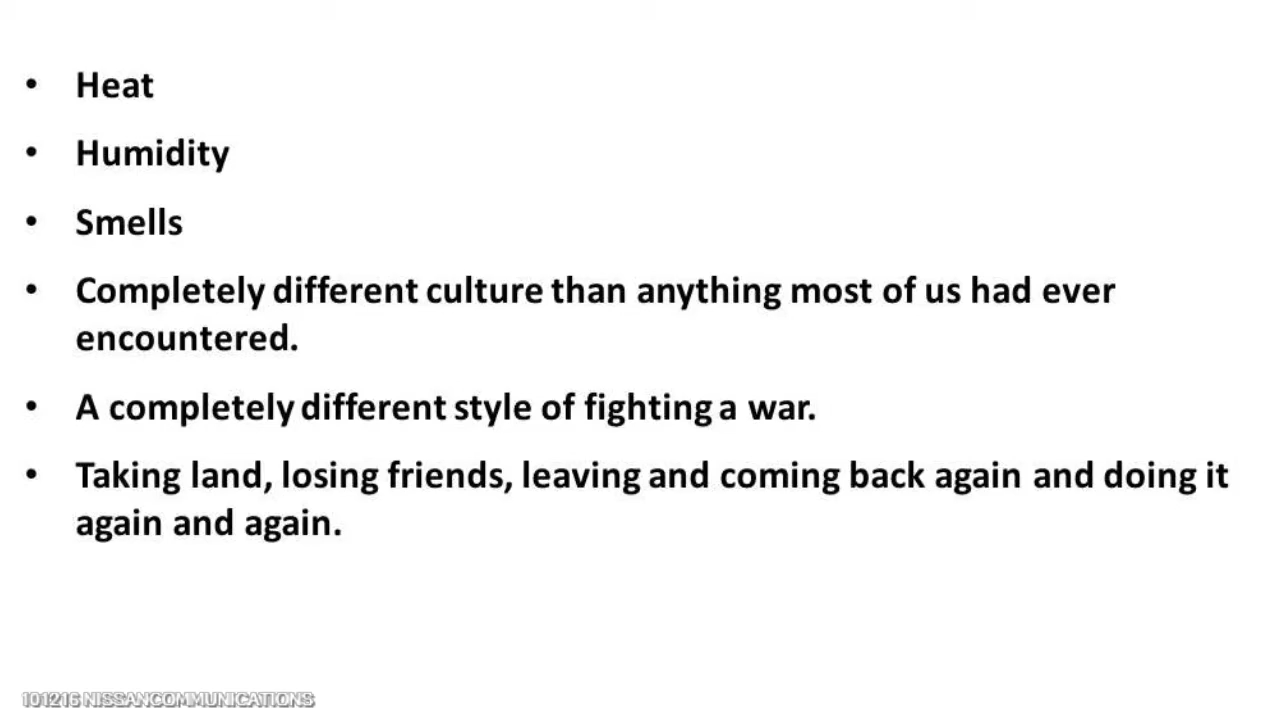 • Heat
• Humidity
• Smells
• Completely different culture than anything most of us had ever
encountered.
• A completely different style of fighting a war.
• Taking land, losing friends, leaving and coming back again and doing it
again and again.
101216 NISSANCOMMUNICATIONS